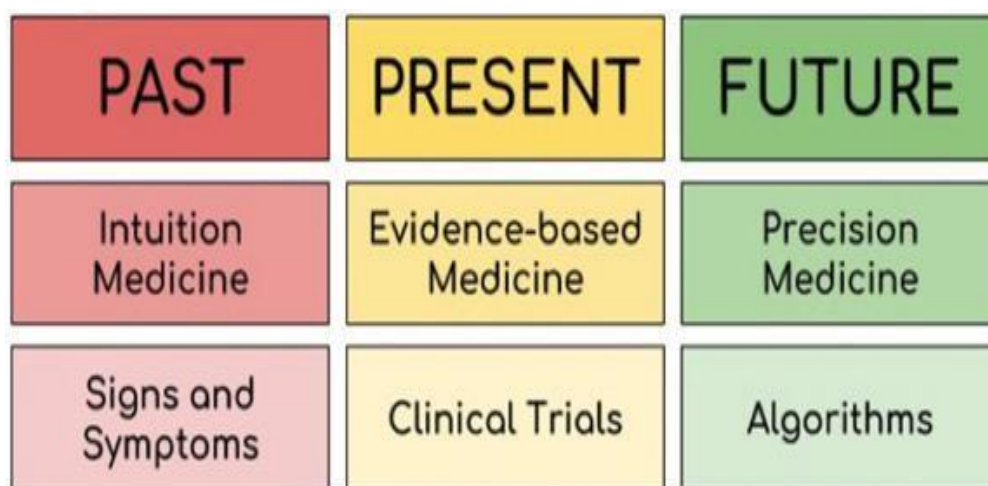 PAST
PRESENT
FUTURE
Intuition
Medicine
Evidence-based
Medicine
Precision
Medicine
Signs and
Symptoms
Clinical Trials
Algorithms